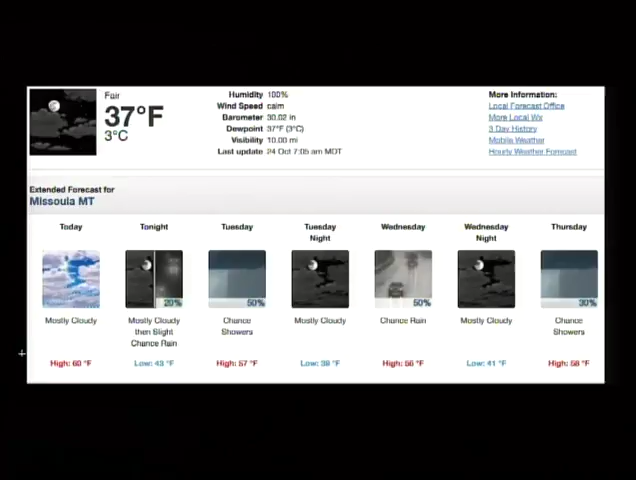 Fair
37°F
3°C
Humidity 100%
Wind Speed calm
Barometer 30.02 in
Dewpoint 37°F (3°C)
Visibility 10.00 mi
Last update 24 Oct 7:05 am MDT
More Information:
Local Forecast Office
More Local Wx
3 Day History
Mobile Weather
Hourly Weather Forecast
Extended Forecast for
Missoula MT
Today
Tonight
Tuesday
Tuesday Night
Wednesday
Wednesday Night
Thursday
20%
50%
50%
30%
Mostly Cloudy
Mostly Cloudy then Slight Chance Rain
Chance Showers
Mostly Cloudy
Chance Rain
Mostly Cloudy
Chance Showers
High: 60 °F
Low: 43 °F
High: 57 °F
Low: 38 °F
High: 56 °F
Low: 41 °F
High: 58 °F